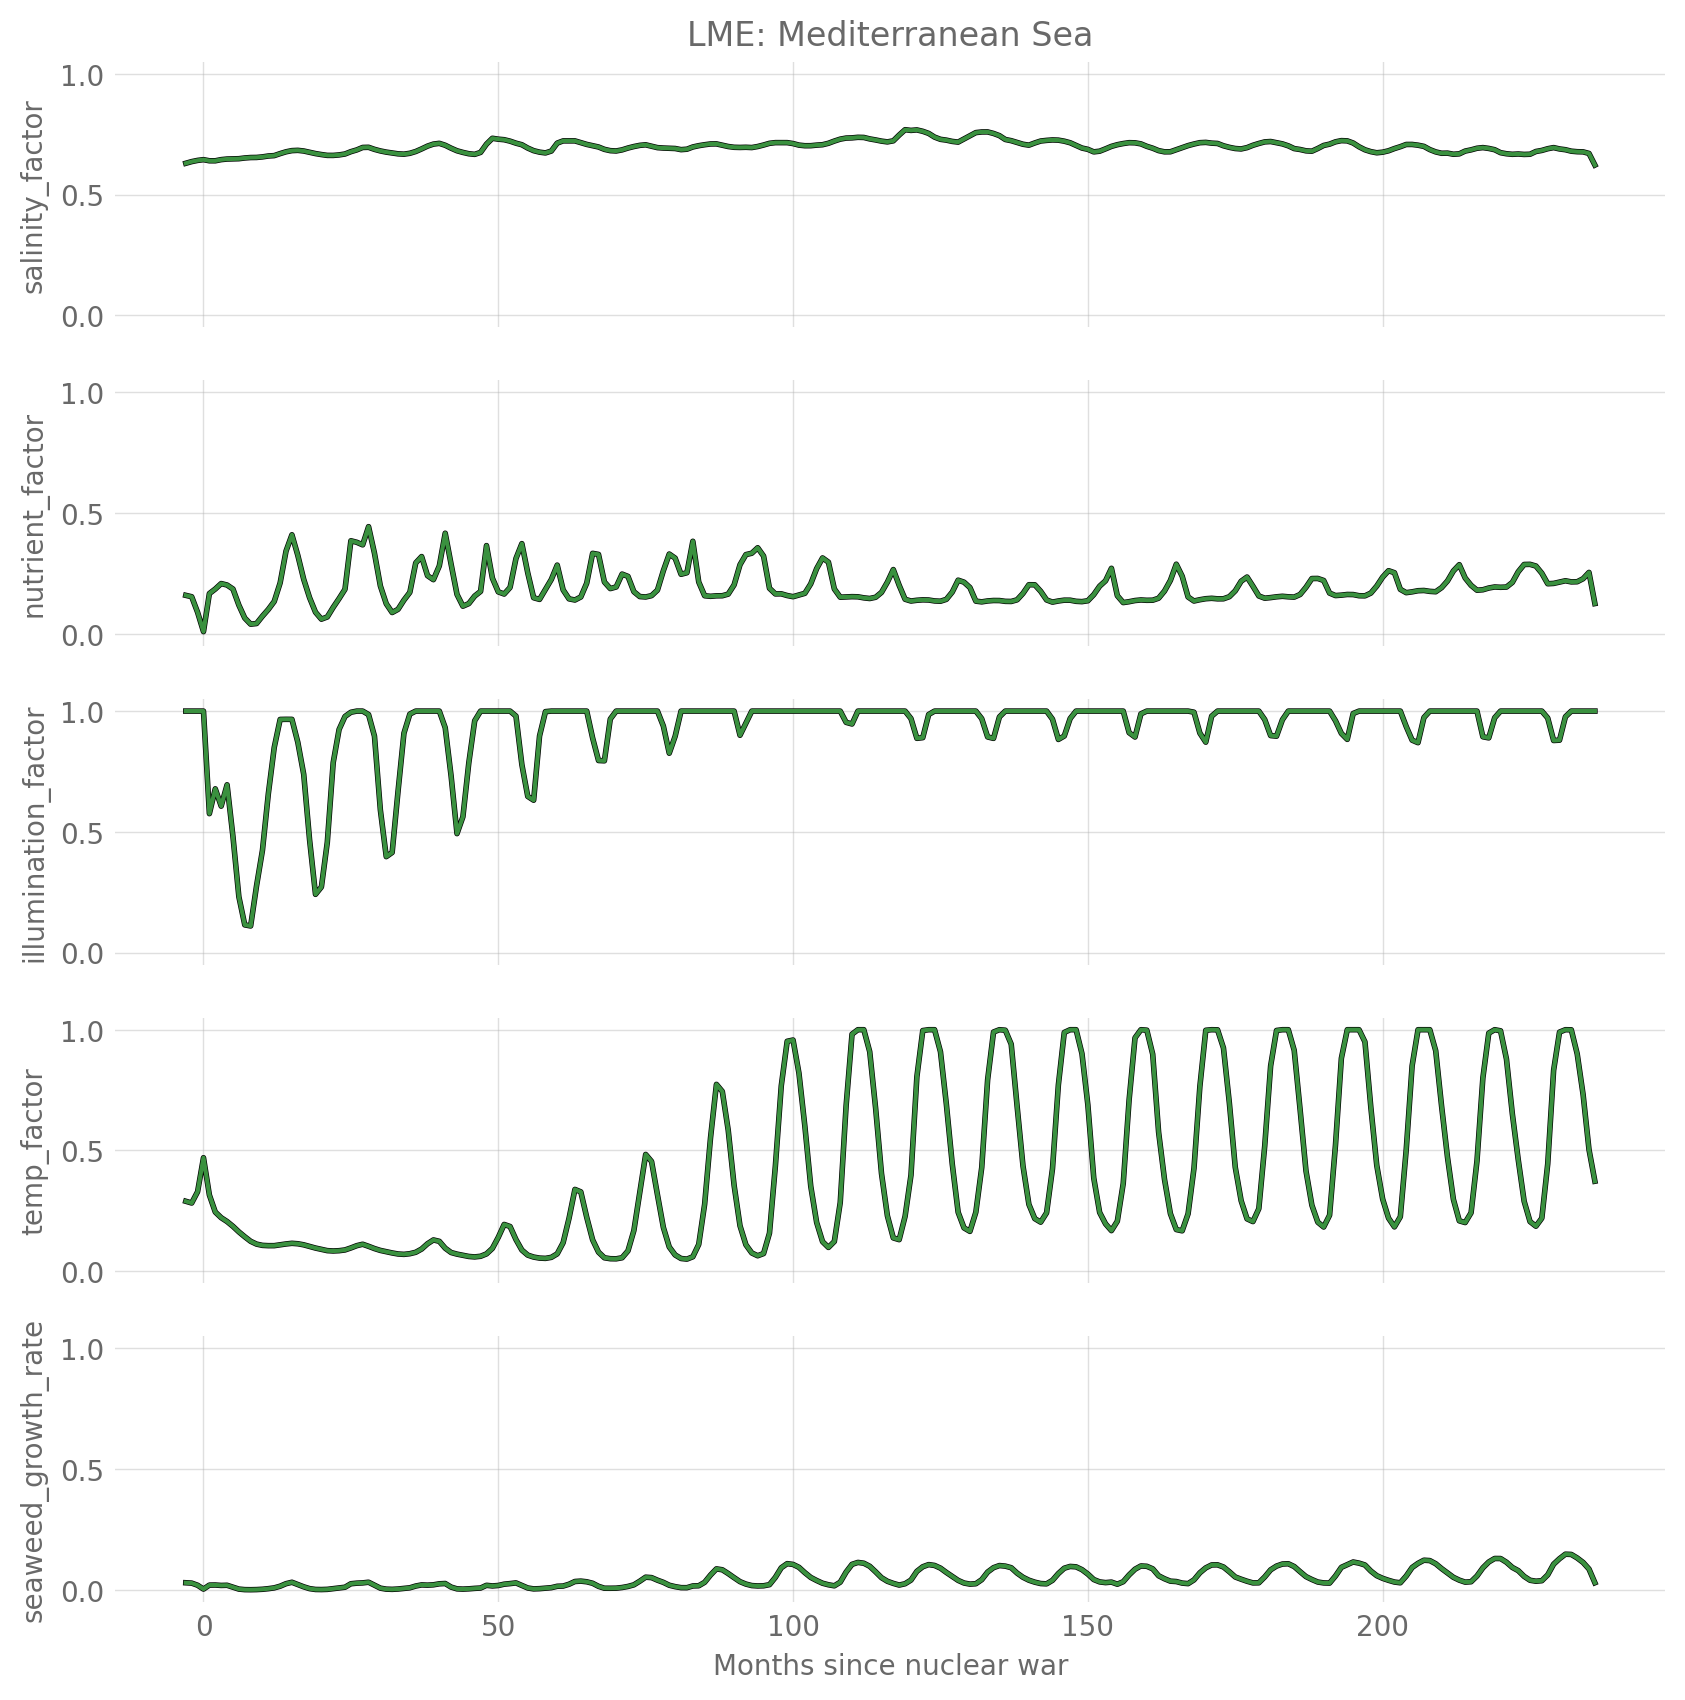 LME: Mediterranean Sea
1.0
0.5
0.0
salinity_factor
1.0
0.5
0.0
nutrient_factor
1.0
0.5
0.0
illumination_factor
1.0
0.5
0.0
temp_factor
1.0
0.5
0.0
seaweed_growth_rate
0 50 100 150 200
Months since nuclear war